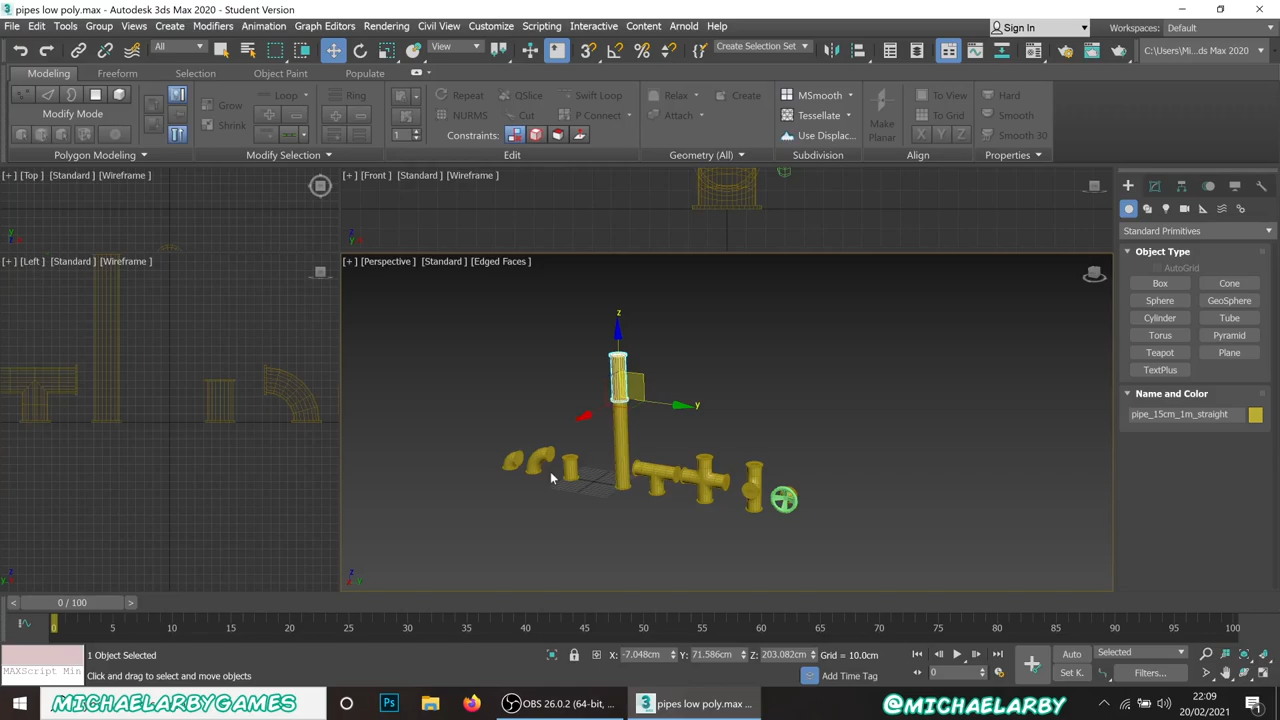 pipes low poly.max - Autodesk 3ds Max 2020 - Student Version
File Edit Tools Group Views Create Modifiers Animation Graph Editors Rendering Civil View Customize Scripting Interactive Content Arnold Help
Sign In
Workspaces: Default
All
View
Create Selection Set
C:\Users\Mi...ds Max 2020
Modeling Freeform Selection Object Paint Populate
Modify Mode
Grow
Shrink
Loop
Ring
1
Repeat QSlice Swift Loop
NURMS Cut P Connect
Constraints:
Relax Create
Attach
MSmooth
Tessellate
Use Displac...
Make
Planar
To View
To Grid
X Y Z
Hard
Smooth
Smooth 30
Polygon Modeling Modify Selection Edit Geometry (All) Subdivision Align Properties
[+] [Top] [Standard] [Wireframe]
[+] [Front] [Standard] [Wireframe]
[+] [Left] [Standard] [Wireframe]
[+] [Perspective] [Standard] [Edged Faces]
z
y
Standard Primitives
Object Type
AutoGrid
Box Cone
Sphere GeoSphere
Cylinder Tube
Torus Pyramid
Teapot Plane
TextPlus
Name and Color
pipe_15cm_1m_straight
< 0 / 100 >
0 5 10 15 20 25 30 35 40 45 50 55 60 65 70 75 80 85 90 95 100
MAXScript Min
1 Object Selected
Click and drag to select and move objects
X: -7.048cm Y: 71.586cm Z: 203.082cm Grid = 10.0cm
Add Time Tag
0
Auto
Set K.
Selected
Filters...
MICHAELARBYGAMES
Ps
OBS 26.0.2 (64-bit, ...
3
pipes low poly.max ...
@MICHAELARBY
22:09
20/02/2021